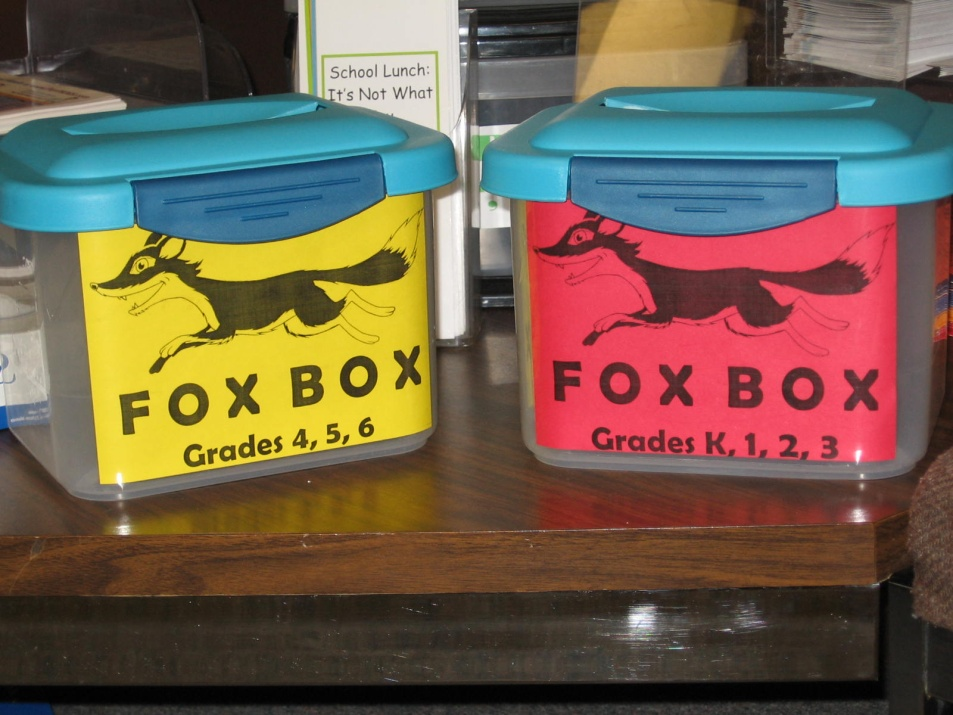 School Lunch:
It's Not What
FOX BOX
Grades 4, 5, 6
FOX BOX
Grades K, 1, 2, 3